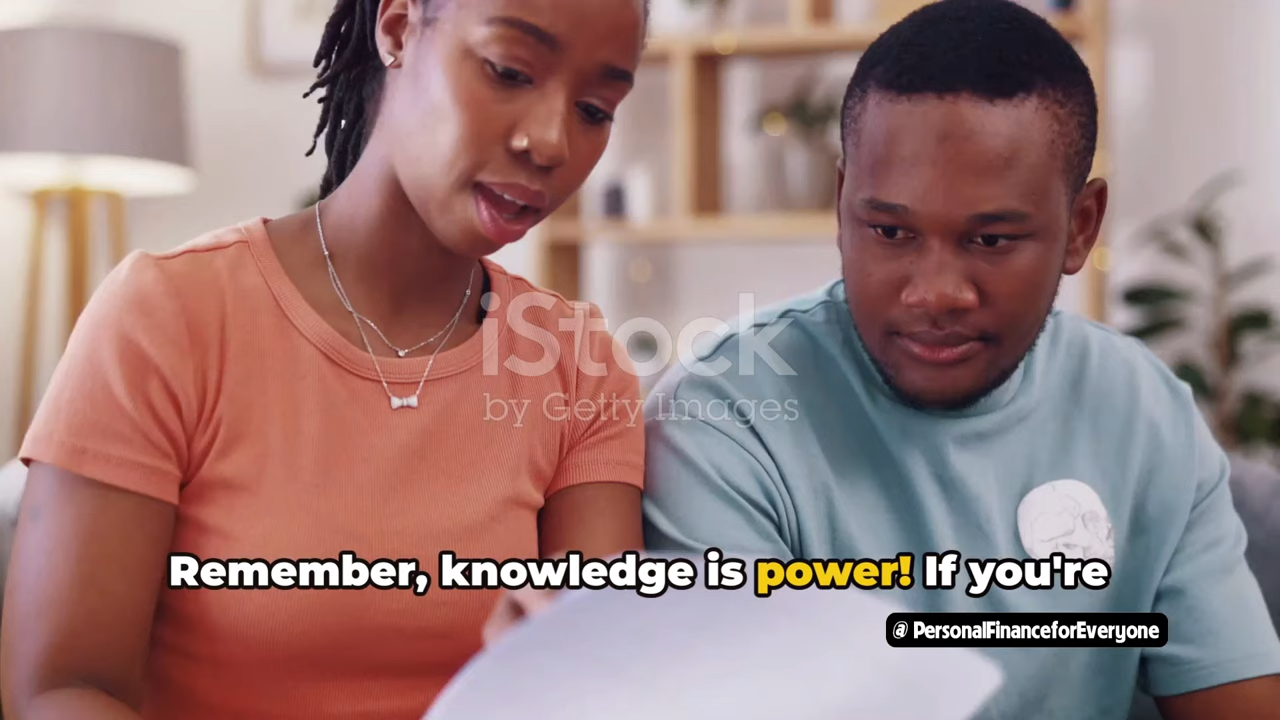 iStock
by Getty Images
Remember, knowledge is power! If you're
@ PersonalFinanceforEveryone